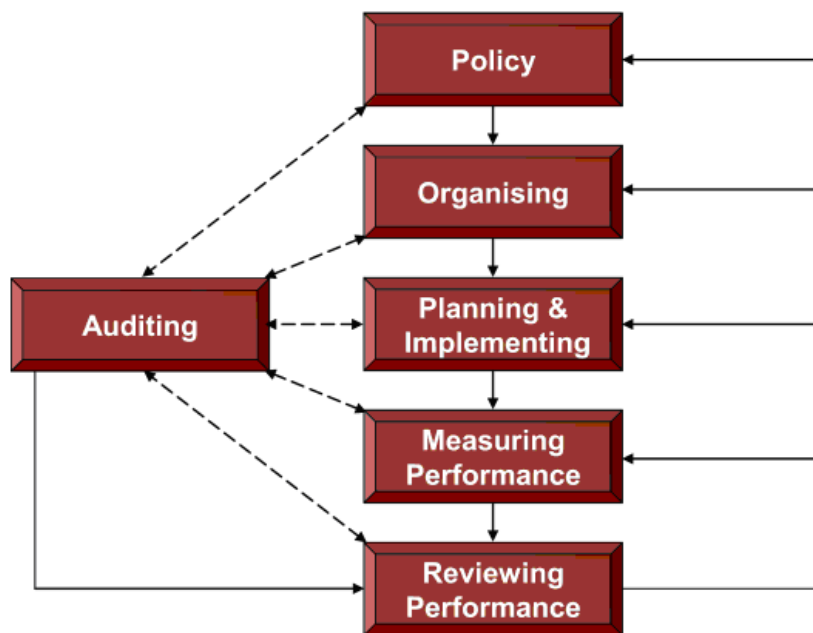 Policy
Organising
Auditing
Planning &
Implementing
Measuring
Performance
Reviewing
Performance